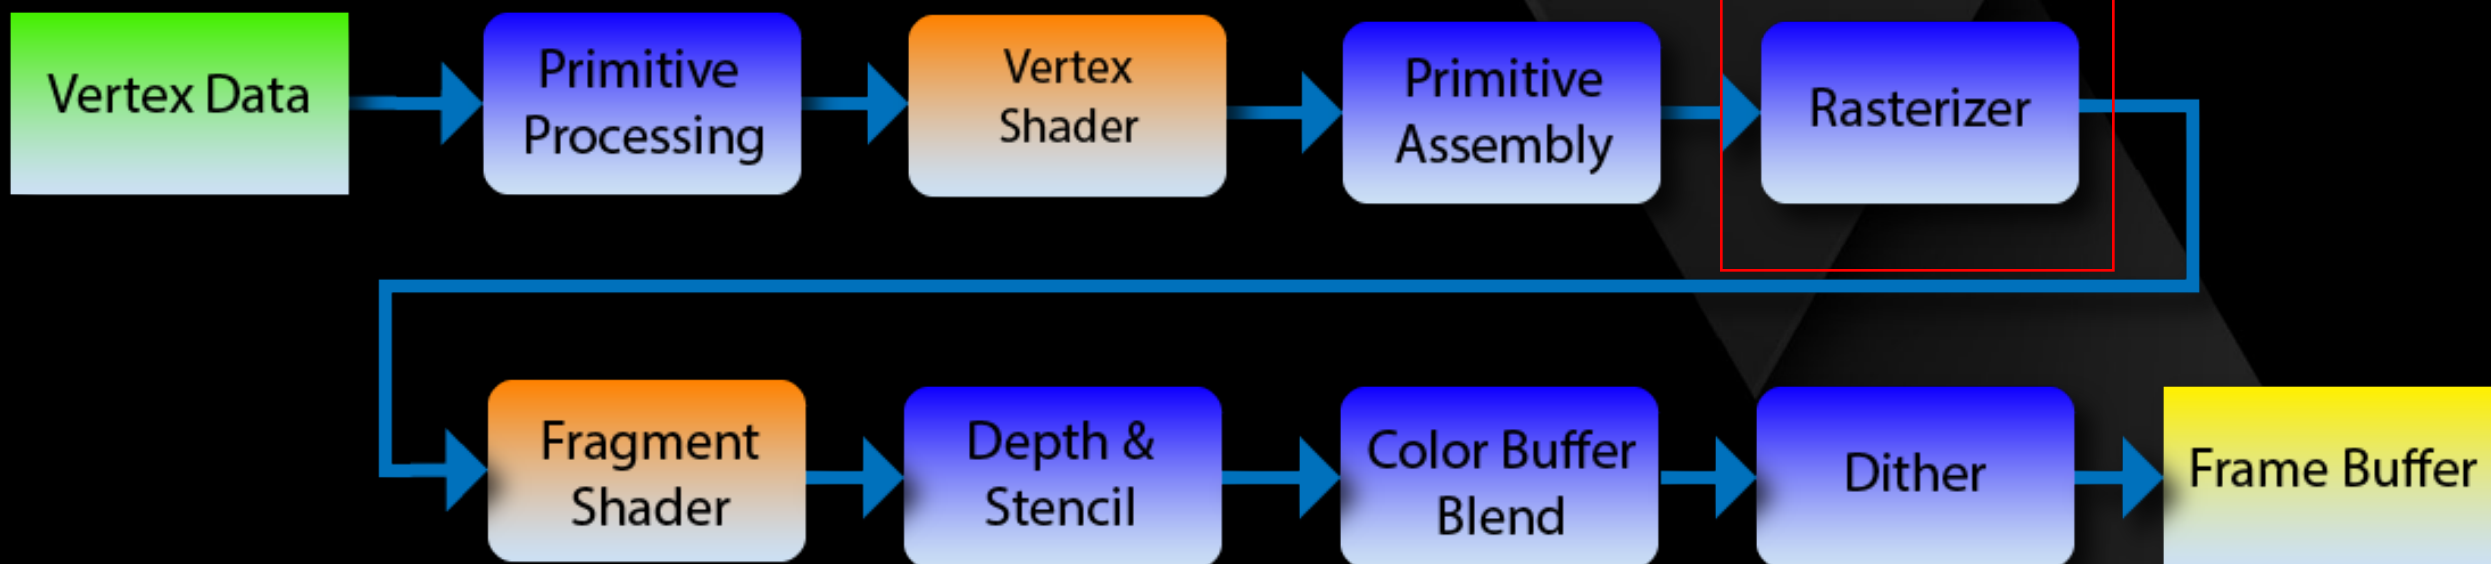 Vertex Data
Primitive
Processing
Vertex
Shader
Primitive
Assembly
Rasterizer
Fragment
Shader
Depth &
Stencil
Color Buffer
Blend
Dither
Frame Buffer